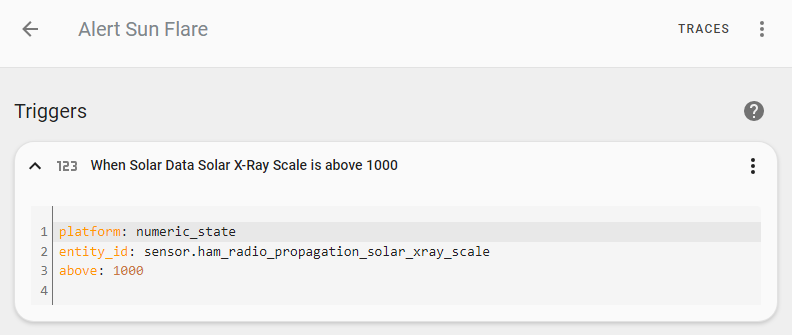 Alert Sun Flare TRACES
Triggers
123 When Solar Data Solar X-Ray Scale is above 1000
1 platform: numeric_state
2 entity_id: sensor.ham_radio_propagation_solar_xray_scale
3 above: 1000
4